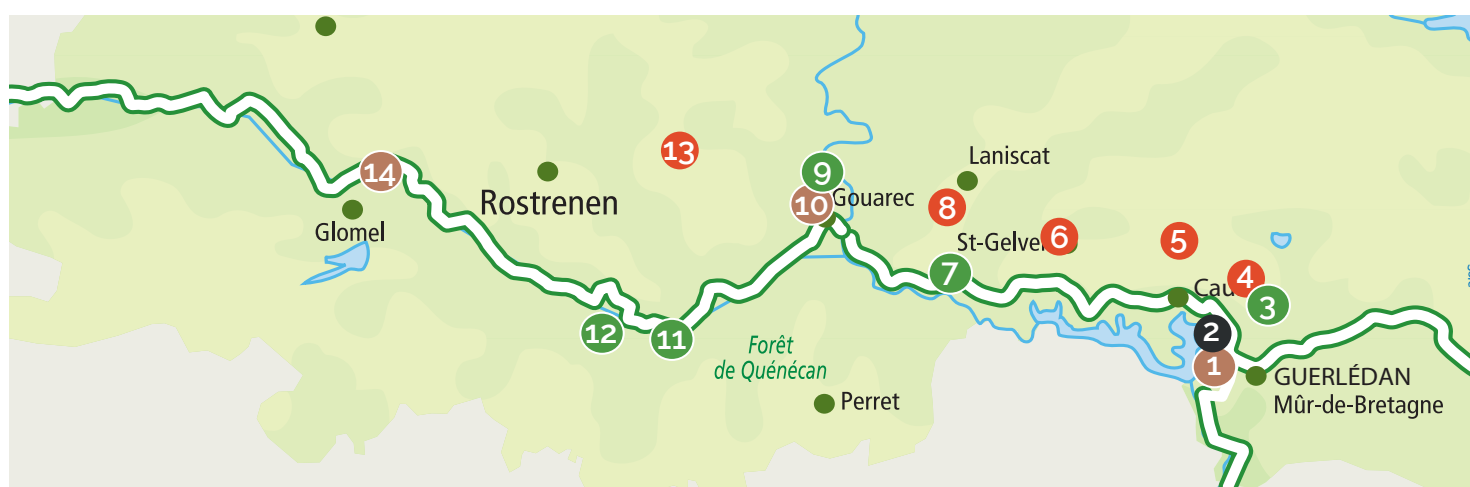 13
14
Rostrenen
Glomel
9
10
Gouarec
Laniscat
8
St-Gelve
6
5
7
4
Cau
3
2
1
12
11
Forêt
de Quénécan
Perret
GUERLÉDAN
Mûr-de-Bretagne